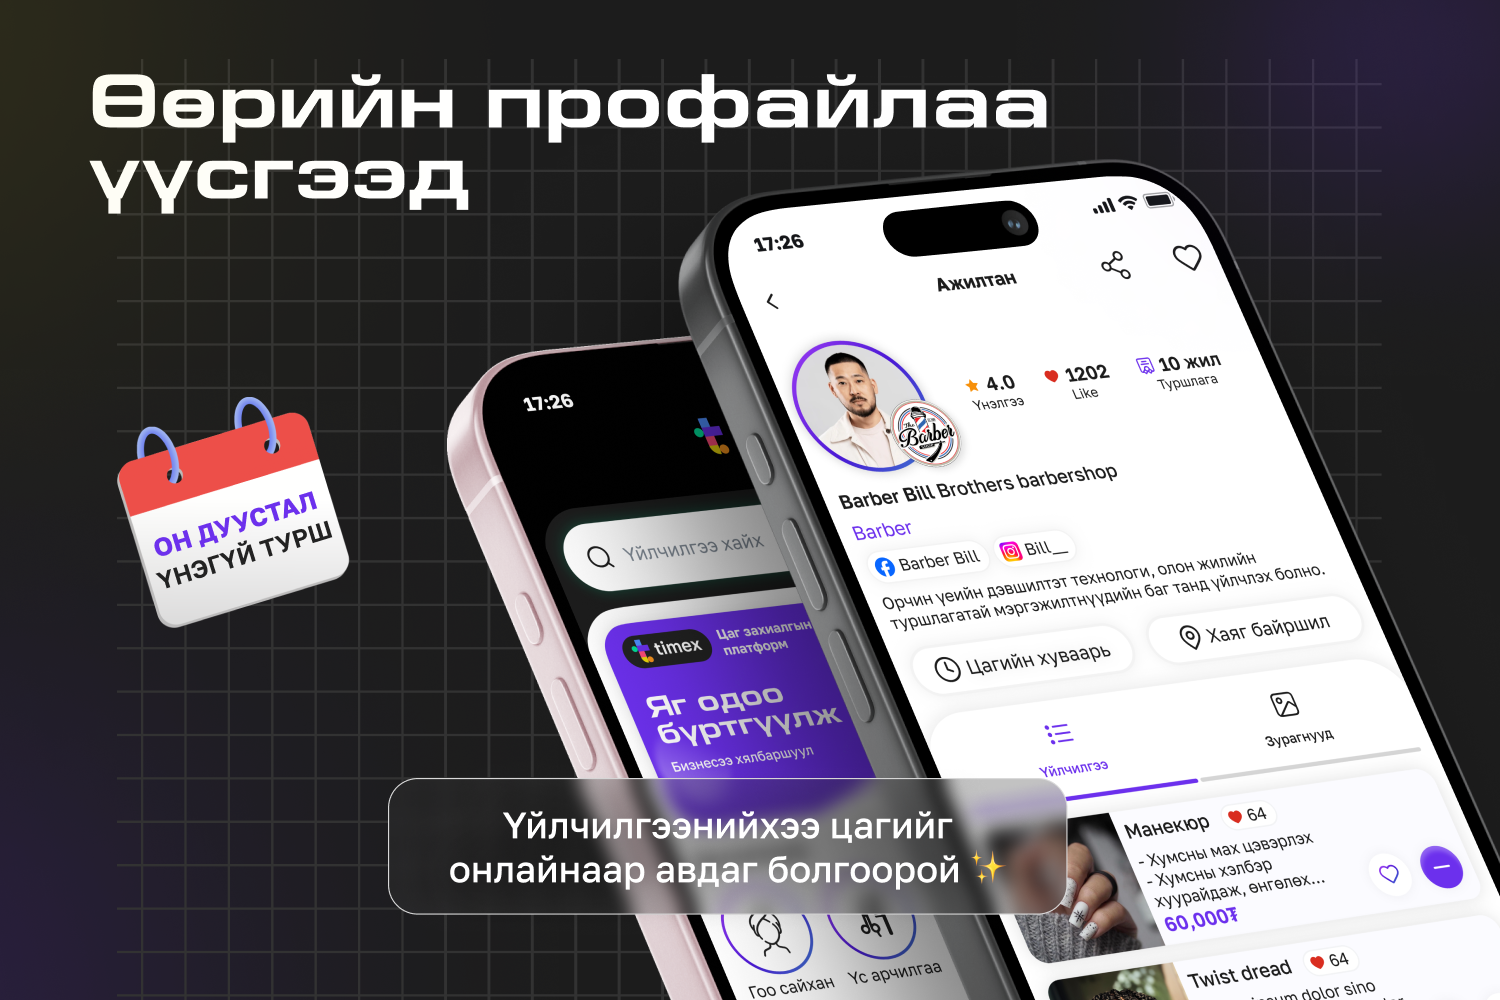 Өөрийн профайлаа
үүсгээд
17:26
Ажилтан
4.0
Үнэлгээ
1202
Like
10 жил
Туршлага
The
Barber
Barber Bill Brothers barbershop
Barber
Barber Bill
Bill__
Орчин үеийн дэвшилтэт технологи, олон жилийн
туршлагатай мэргэжилтнүүдийн баг танд үйлчлэх болно.
Цагийн хуваарь
Хаяг байршил
Үйлчилгээ
Зурагнууд
Манекюр
64
- Хумсны мах цэвэрлэх
- Хумсны хэлбэр
хуурайдаж, өнгөлөх...
60,000₮
Twist dread
64
dolor sino
17:26
Үйлчилгээ хайх
timex
Цаг захиалгын
платформ
Яг одоо
бүртгүүлж
Бизнесээ хялбаршуул
Гоо сайхан
Үс арчилгаа
ОН ДУУСТАЛ
ҮНЭГҮЙ ТУРШ
Үйлчилгээнийхээ цагийг
онлайнаар авдаг болгоорой ✨